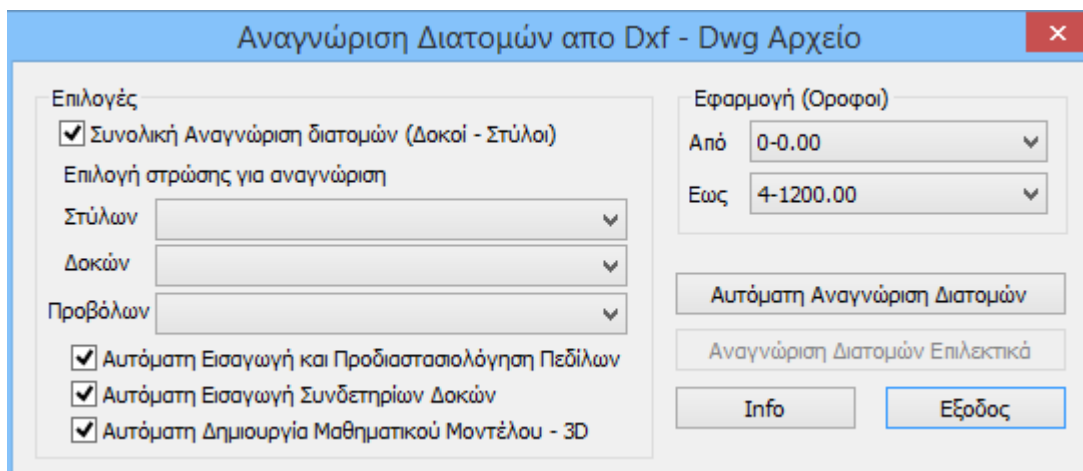 Αναγνώριση Διατομών απο Dxf - Dwg Αρχείο
Επιλογές
Συνολική Αναγνώριση διατομών (Δοκοί - Στύλοι)
Επιλογή στρώσης για αναγνώριση
Στύλων
Δοκών
Προβόλων
Αυτόματη Εισαγωγή και Προδιαστασιολόγηση Πεδίλων
Αυτόματη Εισαγωγή Συνδετηρίων Δοκών
Αυτόματη Δημιουργία Μαθηματικού Μοντέλου - 3D
Εφαρμογή (Οροφοι)
Από 0-0.00
Εως 4-1200.00
Αυτόματη Αναγνώριση Διατομών
Αναγνώριση Διατομών Επιλεκτικά
Info Εξοδος